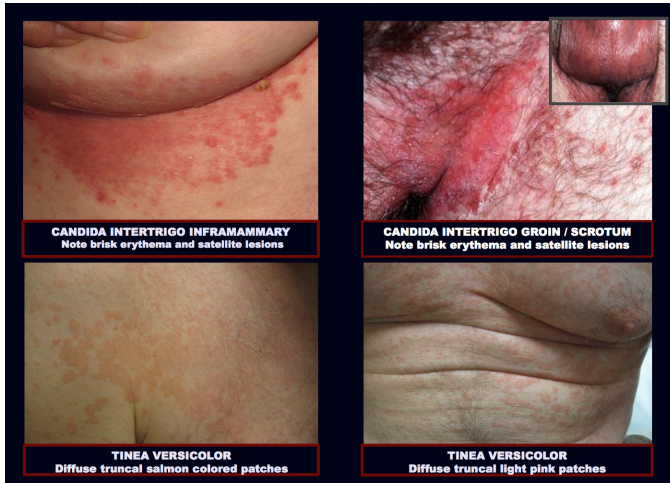 CANDIDA INTERTRIGO INFRAMAMMARY
Note brisk erythema and satellite lesions
CANDIDA INTERTRIGO GROIN / SCROTUM
Note brisk erythema and satellite lesions
TINEA VERSICOLOR
Diffuse truncal salmon colored patches
TINEA VERSICOLOR
Diffuse truncal light pink patches